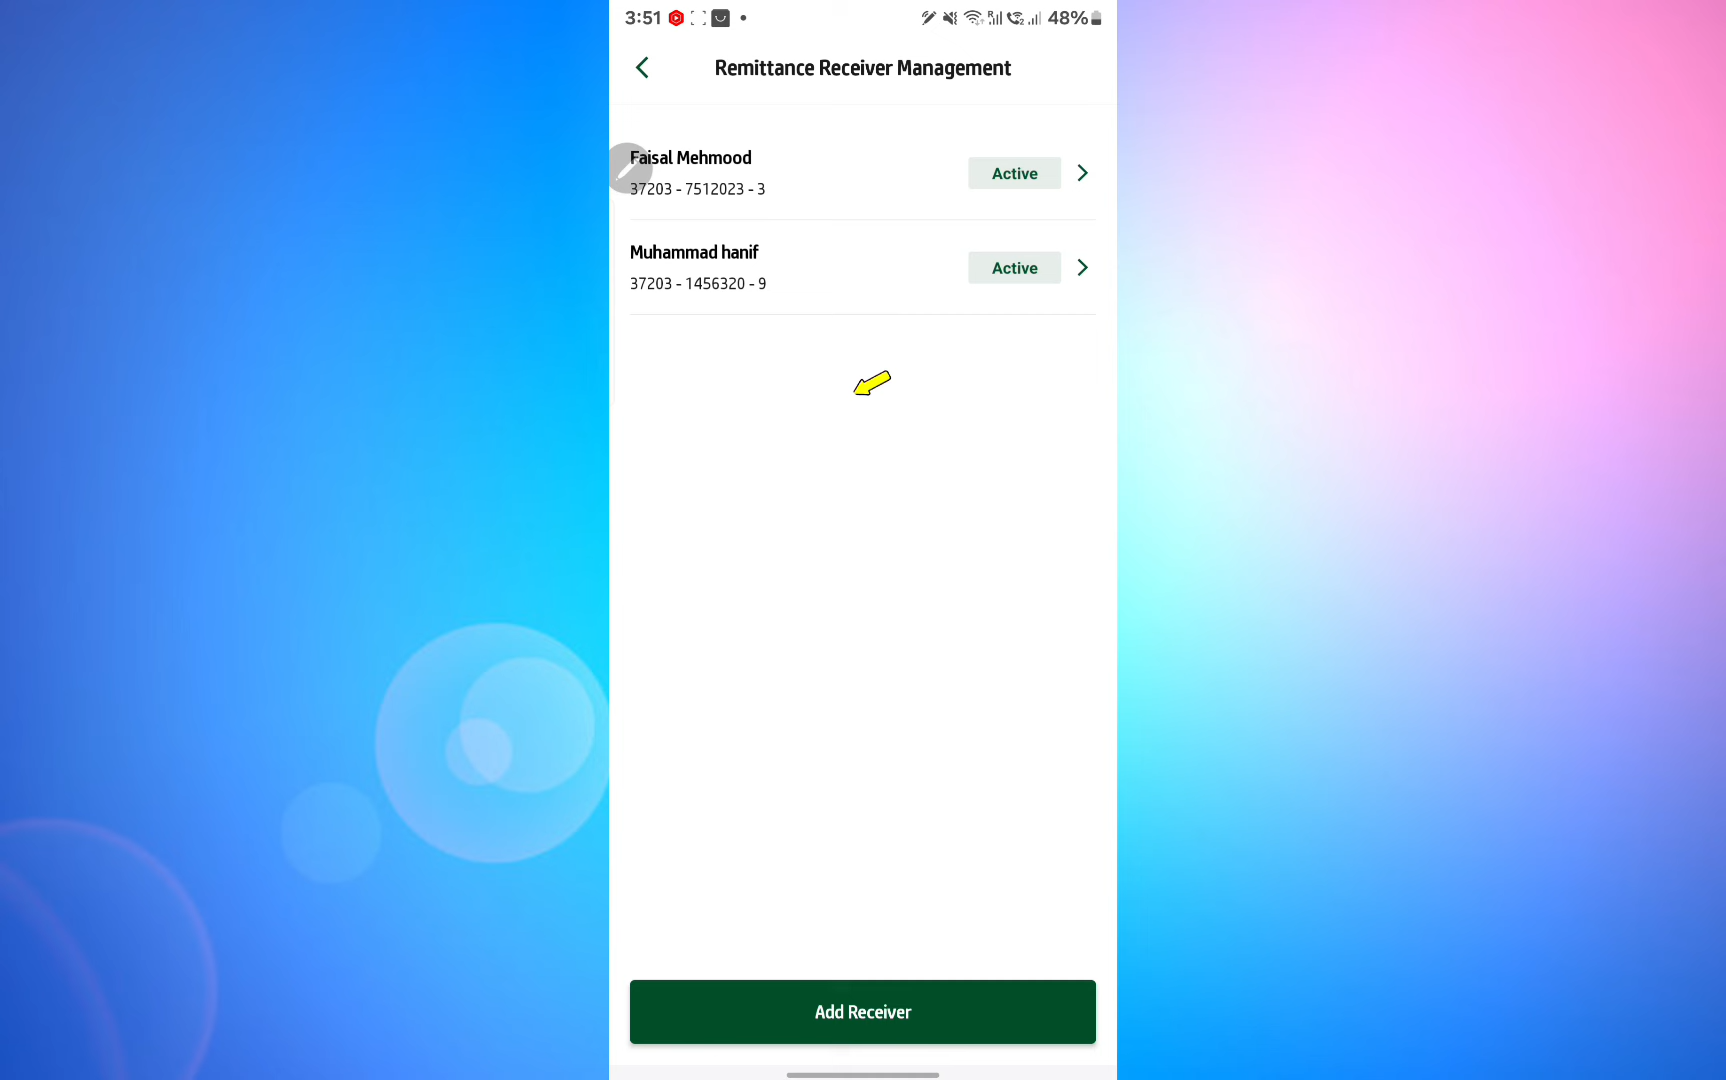 3:51
48%
Remittance Receiver Management
Faisal Mehmood
37203 - 7512023 - 3
Active
Muhammad hanif
37203 - 1456320 - 9
Active
Add Receiver